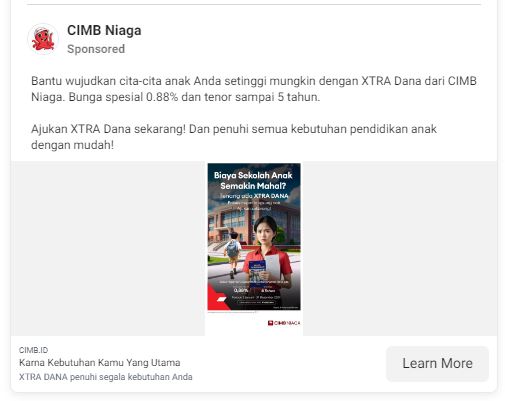 CIMB Niaga
Sponsored
Bantu wujudkan cita-cita anak Anda setinggi mungkin dengan XTRA Dana dari CIMB
Niaga. Bunga spesial 0.88% dan tenor sampai 5 tahun.
Ajukan XTRA Dana sekarang! Dan penuhi semua kebutuhan pendidikan anak
dengan mudah!
Biaya Sekolah Anak
Semakin Mahal?
Tenang ada XTRA DANA
0,88%
5 Tahun
CIMB NIAGA
CIMB.ID
Karna Kebutuhan Kamu Yang Utama
XTRA DANA penuhi segala kebutuhan Anda
Learn More